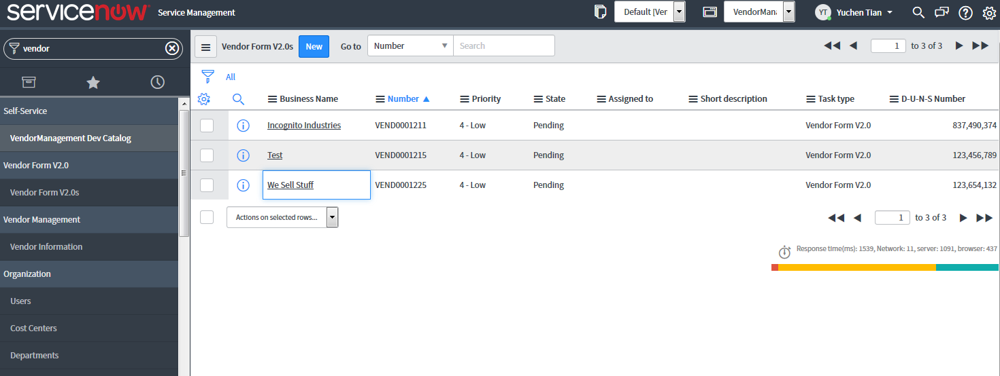 servicenow Service Management Default [Ver VendorMana YT Yuchen Tian
vendor
Vendor Form V2.0s New Go to Number Search 1 to 3 of 3
All
Business Name Number Priority State Assigned to Short description Task type D-U-N-S Number
Self-Service
Incognito Industries VEND0001211 4 - Low Pending Vendor Form V2.0 837,490,374
VendorManagement Dev Catalog
Test VEND0001215 4 - Low Pending Vendor Form V2.0 123,456,789
Vendor Form V2.0
We Sell Stuff VEND0001225 4 - Low Pending Vendor Form V2.0 123,654,132
Vendor Form V2.0s
Vendor Management
Actions on selected rows... 1 to 3 of 3
Vendor Information
Response time(ms): 1539, Network: 11, server: 1091, browser: 437
Organization
Users
Cost Centers
Departments